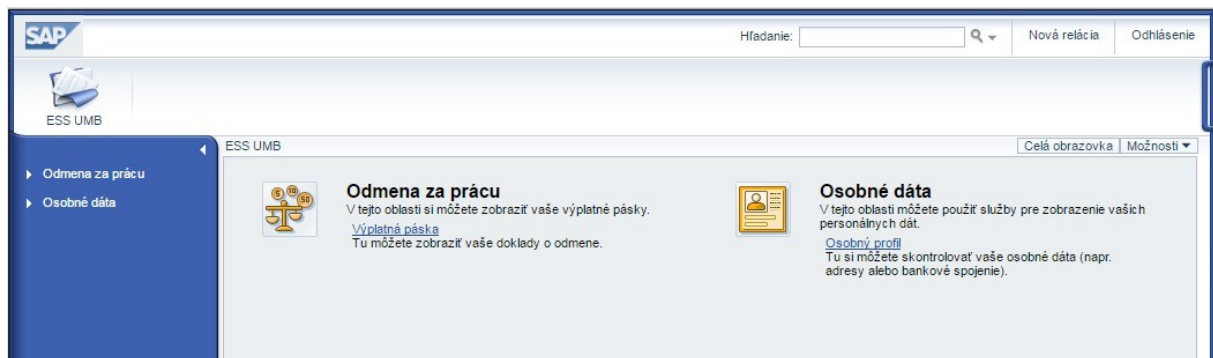 SAP
Hľadanie:
Nová relácia
Odhlásenie
ESS UMB
ESS UMB
Celá obrazovka
Možnosti
Odmena za prácu
Osobné dáta
5 10 50
Odmena za prácu
V tejto oblasti si môžete zobraziť vaše výplatné pásky.
Výplatná páska
Tu môžete zobraziť vaše doklady o odmene.
Osobné dáta
V tejto oblasti môžete použiť služby pre zobrazenie vašich
personálnych dát.
Osobný profil
Tu si môžete skontrolovať vaše osobné dáta (napr.
adresy alebo bankové spojenie).